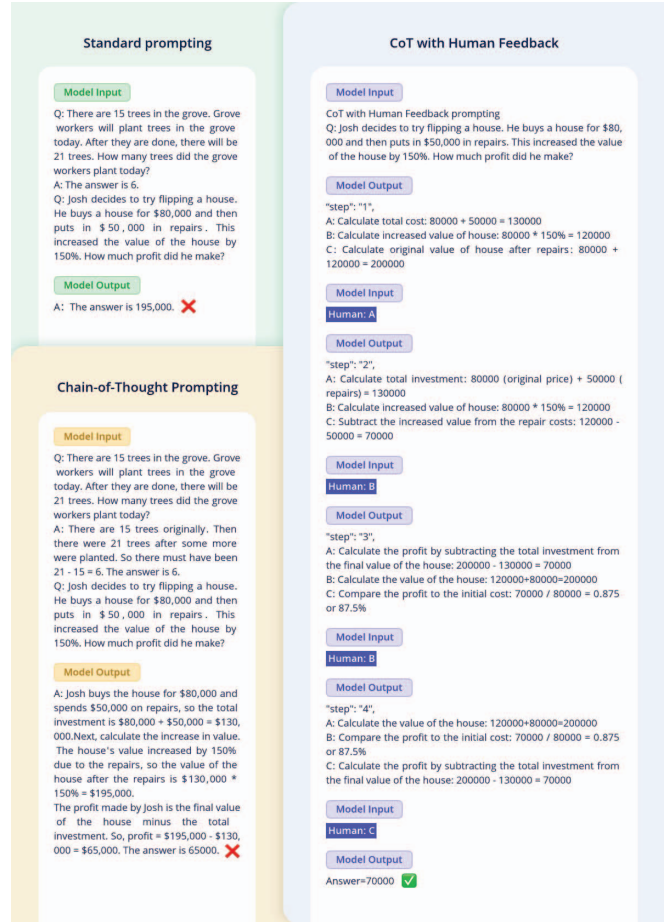 Standard prompting
Model Input
Q: There are 15 trees in the grove. Grove
workers will plant trees in the grove
today. After they are done, there will be
21 trees. How many trees did the grove
workers plant today?
A: The answer is 6.
Q: Josh decides to try flipping a house.
He buys a house for $80,000 and then
puts in $50,000 in repairs. This
increased the value of the house by
150%. How much profit did he make?
Model Output
A: The answer is 195,000.
Chain-of-Thought Prompting
Model Input
Q: There are 15 trees in the grove. Grove
workers will plant trees in the grove
today. After they are done, there will be
21 trees. How many trees did the grove
workers plant today?
A: There are 15 trees originally. Then
there were 21 trees after some more
were planted. So there must have been
21 - 15 = 6. The answer is 6.
Q: Josh decides to try flipping a house.
He buys a house for $80,000 and then
puts in $50,000 in repairs. This
increased the value of the house by
150%. How much profit did he make?
Model Output
A: Josh buys the house for $80,000 and
spends $50,000 on repairs, so the total
investment is $80,000 + $50,000 = $130,
000.Next, calculate the increase in value.
The house's value increased by 150%
due to the repairs, so the value of the
house after the repairs is $130,000 *
150% = $195,000.
The profit made by Josh is the final value
of the house minus the total
investment. So, profit = $195,000 - $130,
000 = $65,000. The answer is 65000.
CoT with Human Feedback
Model Input
CoT with Human Feedback prompting
Q: Josh decides to try flipping a house. He buys a house for $80,
000 and then puts in $50,000 in repairs. This increased the value
of the house by 150%. How much profit did he make?
Model Output
"step": "1",
A: Calculate total cost: 80000 + 50000 = 130000
B: Calculate increased value of house: 80000 * 150% = 120000
C: Calculate original value of house after repairs: 80000 +
120000 = 200000
Model Input
Human: A
Model Output
"step": "2",
A: Calculate total investment: 80000 (original price) + 50000 (
repairs) = 130000
B: Calculate increased value of house: 80000 * 150% = 120000
C: Subtract the increased value from the repair costs: 120000 -
50000 = 70000
Model Input
Human: B
Model Output
"step": "3",
A: Calculate the profit by subtracting the total investment from
the final value of the house: 200000 - 130000 = 70000
B: Calculate the value of the house: 120000+80000=200000
C: Compare the profit to the initial cost: 70000 / 80000 = 0.875
or 87.5%
Model Input
Human: B
Model Output
"step": "4",
A: Calculate the value of the house: 120000+80000=200000
B: Compare the profit to the initial cost: 70000 / 80000 = 0.875
or 87.5%
C: Calculate the profit by subtracting the total investment from
the final value of the house: 200000 - 130000 = 70000
Model Input
Human: C
Model Output
Answer=70000